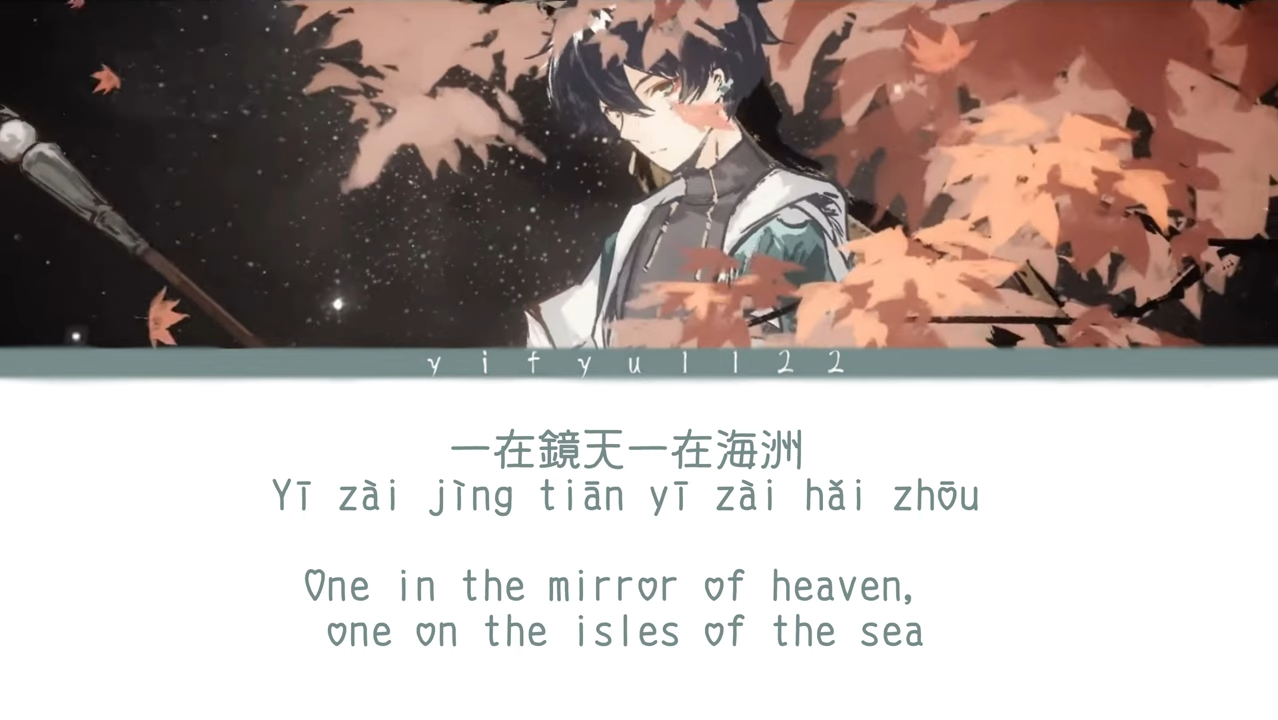 yifyu1122
一在鏡天一在海洲
Yī zài jìng tiān yī zài hǎi zhōu
One in the mirror of heaven,
one on the isles of the sea